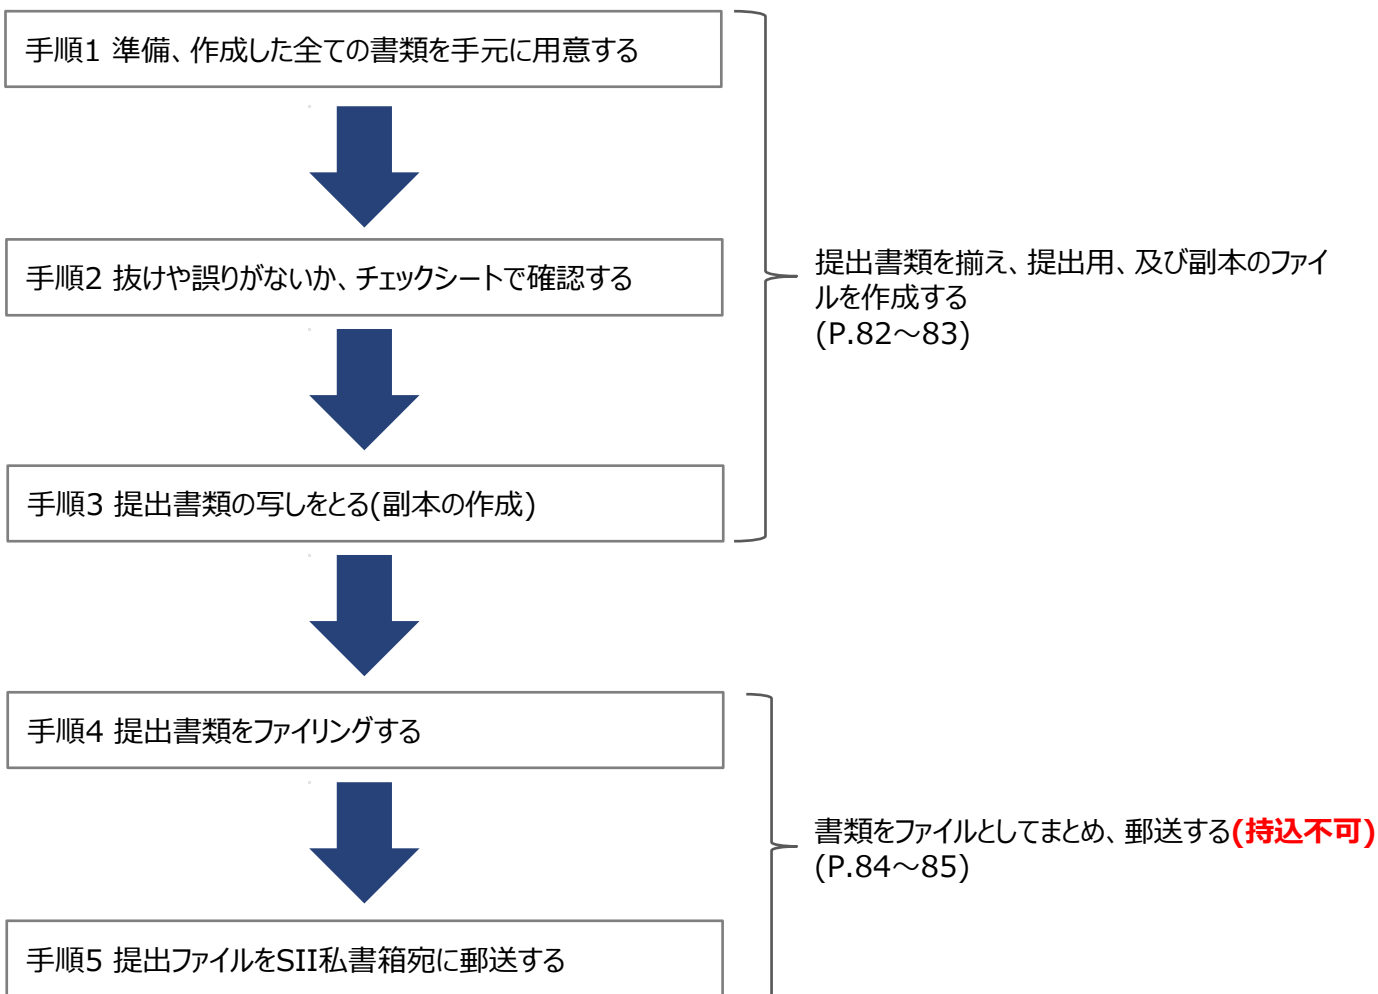 手順1 準備、作成した全ての書類を手元に用意する
手順2 抜けや誤りがないか、チェックシートで確認する
手順3 提出書類の写しをとる(副本の作成)
提出書類を揃え、提出用、及び副本のファイ
ルを作成する
(P.82～83)
手順4 提出書類をファイリングする
手順5 提出ファイルをSII私書箱宛に郵送する
書類をファイルとしてまとめ、郵送する(持込不可)
(P.84～85)